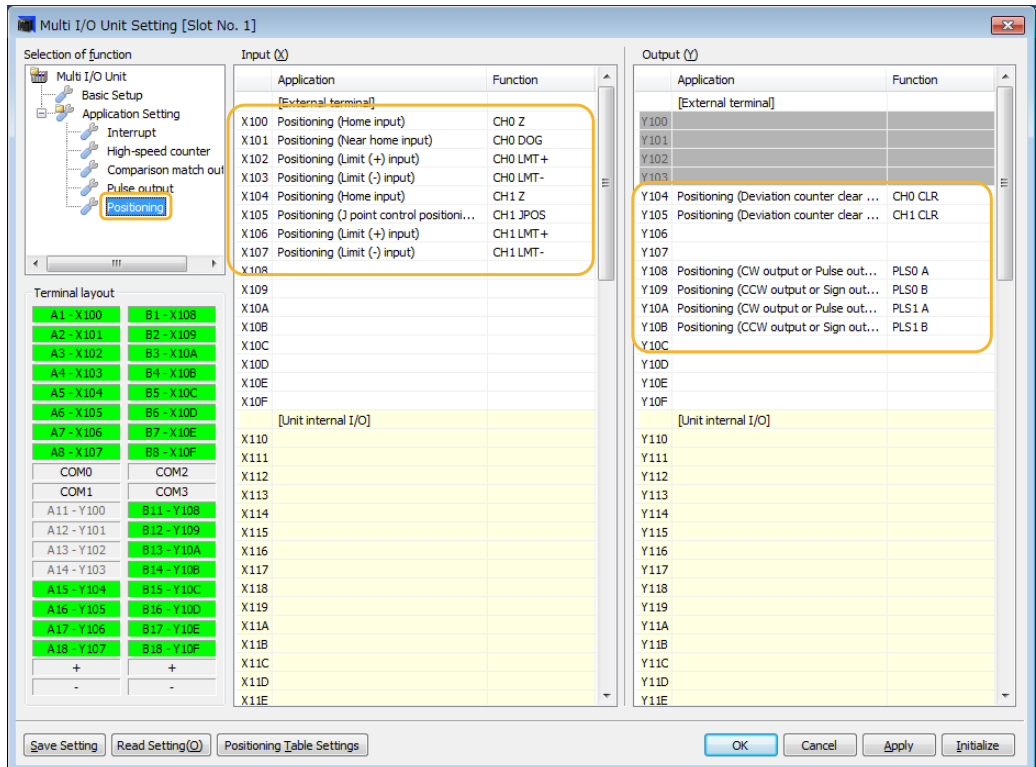 Multi I/O Unit Setting [Slot No. 1]
Selection of function
Multi I/O Unit
Basic Setup
Application Setting
Interrupt
High-speed counter
Comparison match out
Pulse output
Positioning
Terminal layout
A1 - X100 B1 - X108
A2 - X101 B2 - X109
A3 - X102 B3 - X10A
A4 - X103 B4 - X10B
A5 - X104 B5 - X10C
A6 - X105 B6 - X10D
A7 - X106 B7 - X10E
A8 - X107 B8 - X10F
COM0 COM2
COM1 COM3
A11 - Y100 B11 - Y108
A12 - Y101 B12 - Y109
A13 - Y102 B13 - Y10A
A14 - Y103 B14 - Y10B
A15 - Y104 B15 - Y10C
A16 - Y105 B16 - Y10D
A17 - Y106 B17 - Y10E
A18 - Y107 B18 - Y10F
+ +
- -
Input (X)
Application Function
[External terminal]
X100 Positioning (Home input) CH0 Z
X101 Positioning (Near home input) CH0 DOG
X102 Positioning (Limit (+) input) CH0 LMT+
X103 Positioning (Limit (-) input) CH0 LMT-
X104 Positioning (Home input) CH1 Z
X105 Positioning (J point control positioni... CH1 JPOS
X106 Positioning (Limit (+) input) CH1 LMT+
X107 Positioning (Limit (-) input) CH1 LMT-
X108
X109
X10A
X10B
X10C
X10D
X10E
X10F
[Unit internal I/O]
X110
X111
X112
X113
X114
X115
X116
X117
X118
X119
X11A
X11B
X11C
X11D
X11E
Output (Y)
Application Function
[External terminal]
Y100
Y101
Y102
Y103
Y104 Positioning (Deviation counter clear ... CH0 CLR
Y105 Positioning (Deviation counter clear ... CH1 CLR
Y106
Y107
Y108 Positioning (CW output or Pulse out... PLS0 A
Y109 Positioning (CCW output or Sign out... PLS0 B
Y10A Positioning (CW output or Pulse out... PLS1 A
Y10B Positioning (CCW output or Sign out... PLS1 B
Y10C
Y10D
Y10E
Y10F
[Unit internal I/O]
Y110
Y111
Y112
Y113
Y114
Y115
Y116
Y117
Y118
Y119
Y11A
Y11B
Y11C
Y11D
Y11E
Save Setting Read Setting(O) Positioning Table Settings OK Cancel Apply Initialize